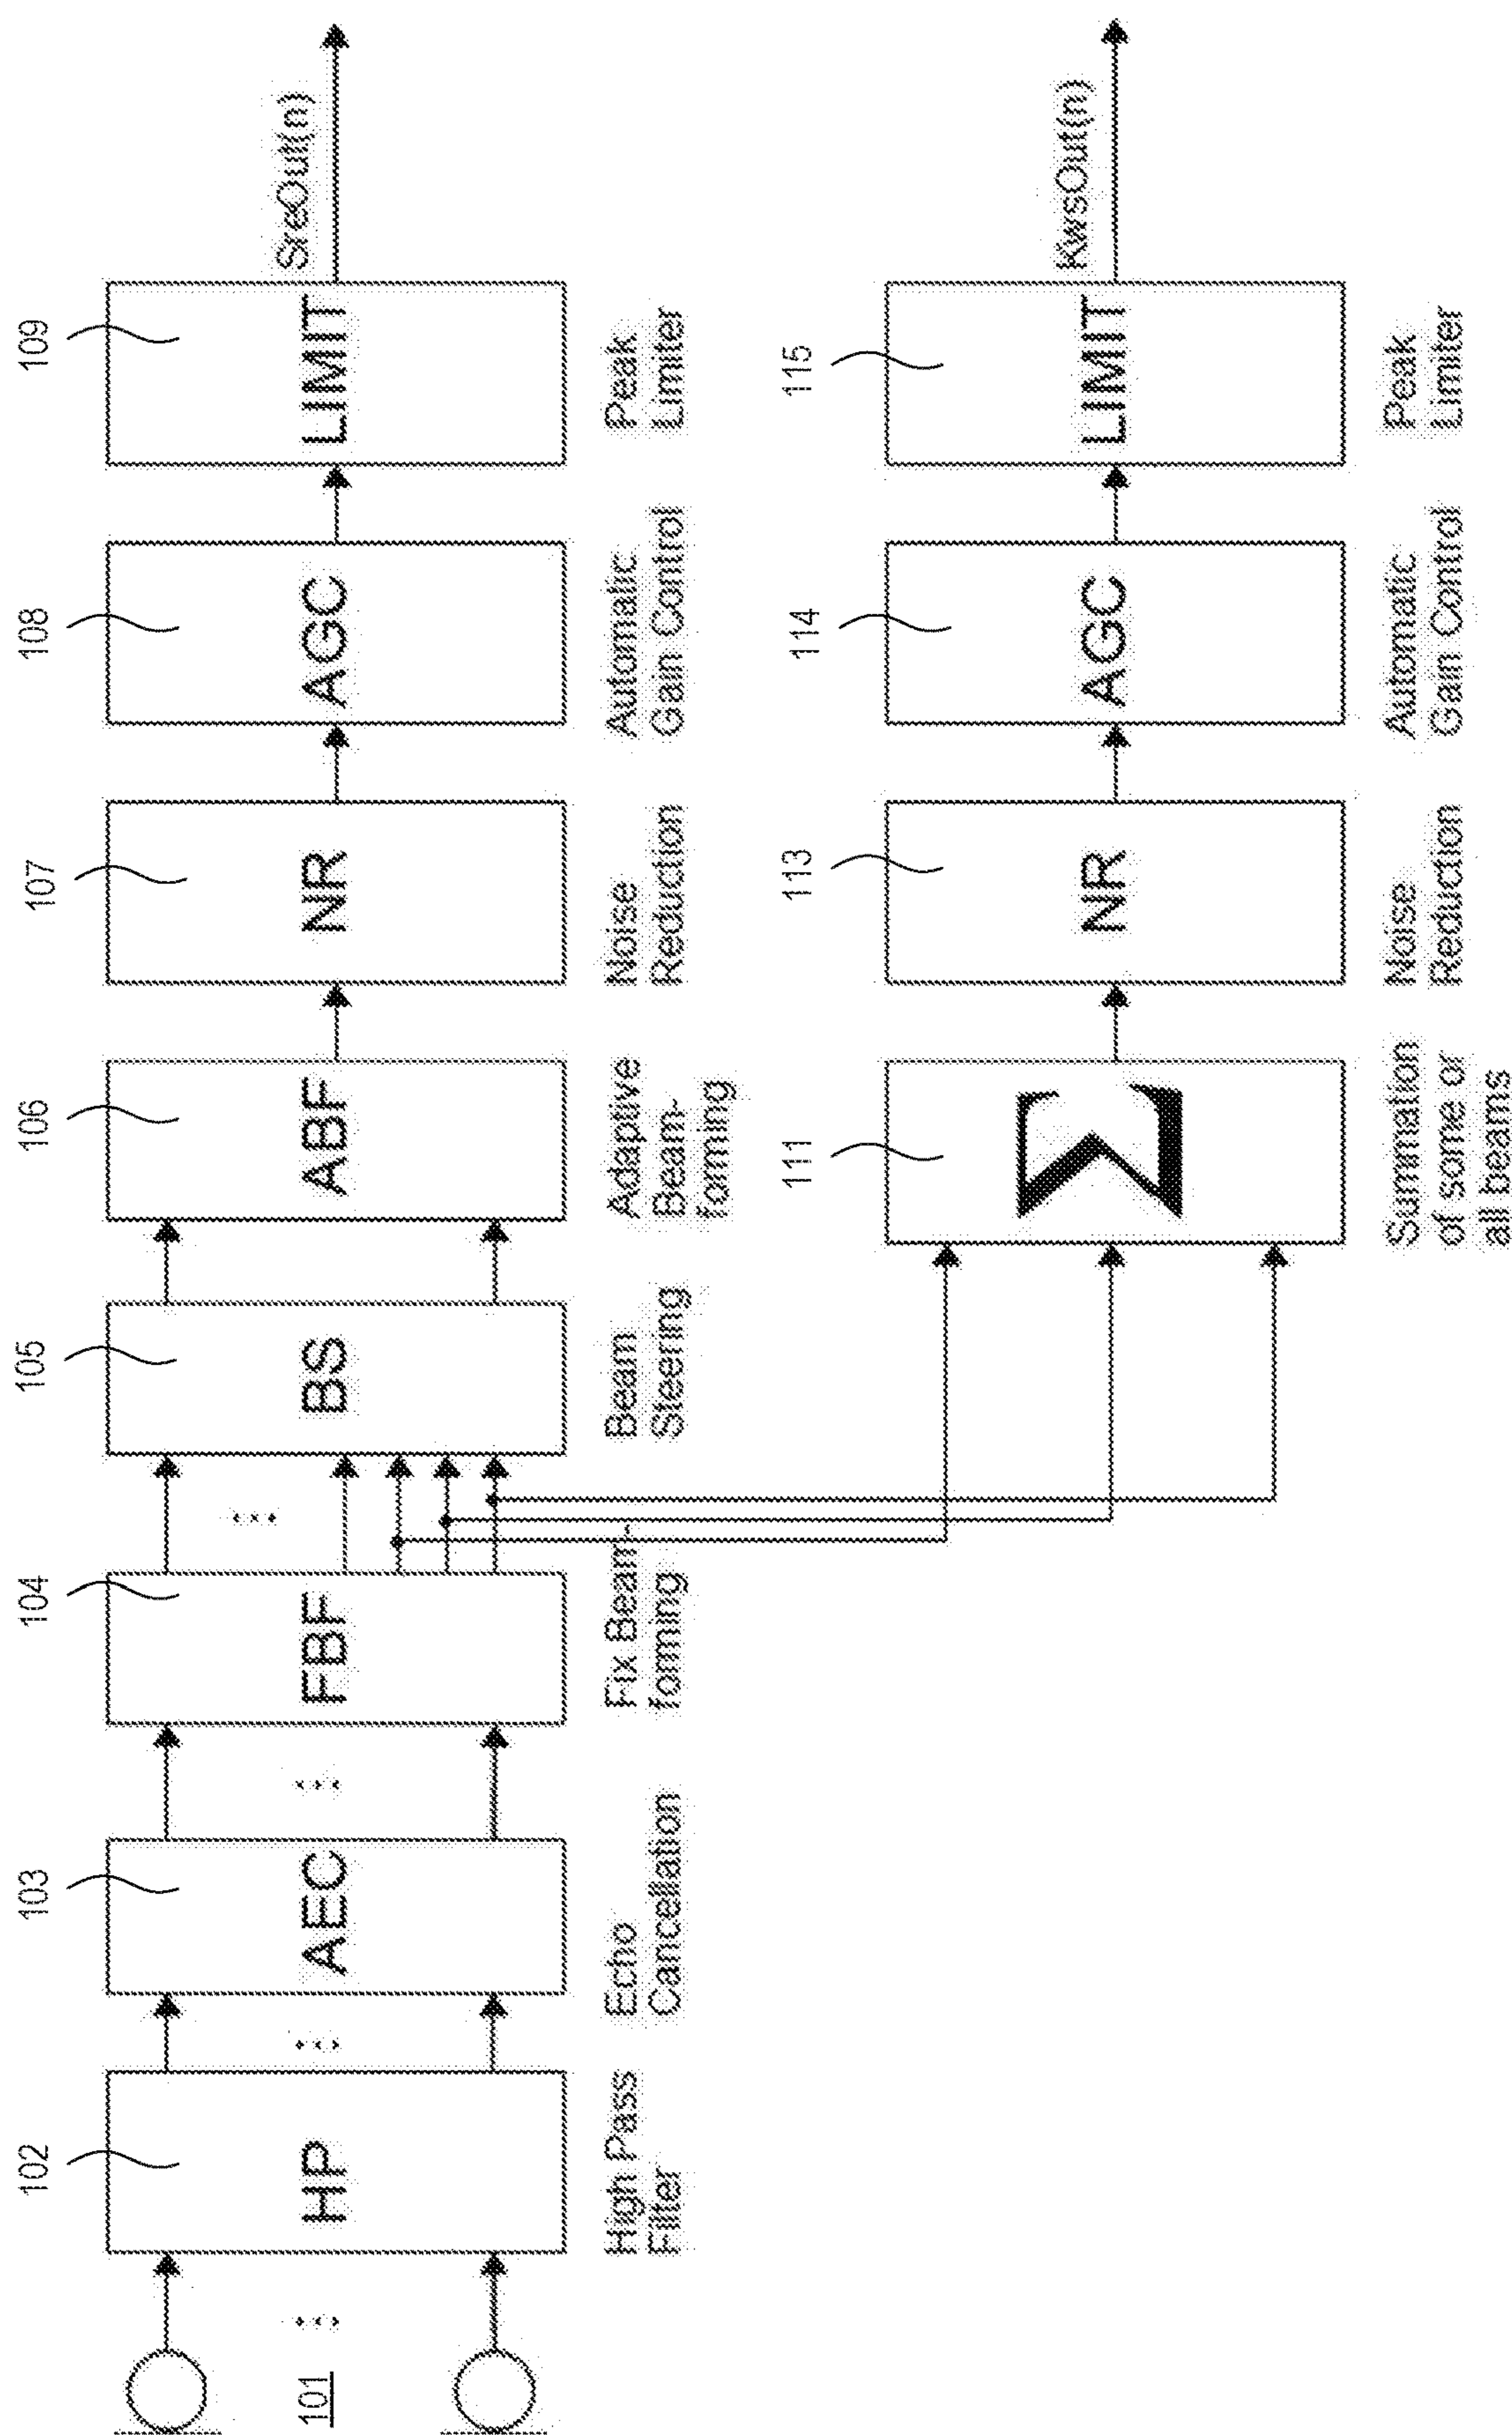 101
102
HP
High Pass
Filter
103
AEC
Echo
Cancellation
104
FBF
Fix Beam-
forming
105
BS
Beam
Steering
106
ABF
Adaptive
Beam-
forming
107
NR
Noise
Reduction
108
AGC
Automatic
Gain Control
109
LIMIT
Peak
Limiter
SreOut(n)
111
Σ
Summation
of some or
all beams
113
NR
Noise
Reduction
114
AGC
Automatic
Gain Control
115
LIMIT
Peak
Limiter
KwsOut(n)